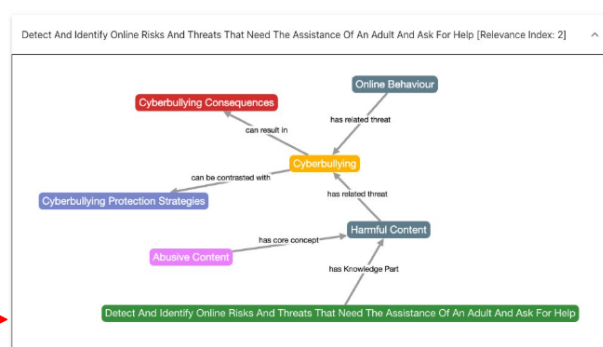 Detect And Identify Online Risks And Threats That Need The Assistance Of An Adult And Ask For Help [Relevance Index: 2]
Online Behaviour
Cyberbullying Consequences
has related threat
can result in
Cyberbullying
can be contrasted with
has related threat
Cyberbullying Protection Strategies
Harmful Content
has core concept
Abusive Content
has Knowledge Part
Detect And Identify Online Risks And Threats That Need The Assistance Of An Adult And Ask For Help